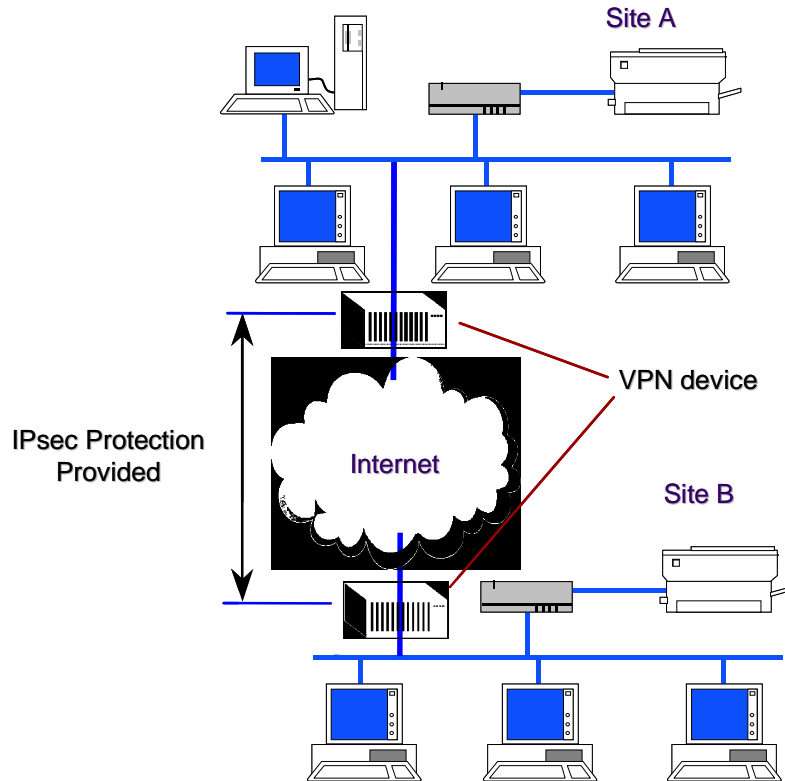 Site A
VPN device
IPsec Protection
Provided
Internet
Site B